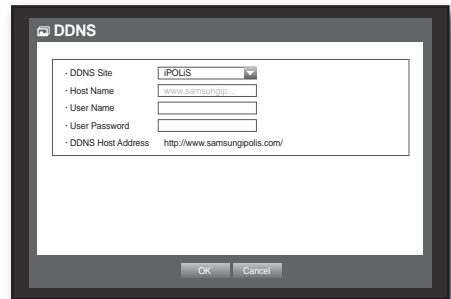 DDNS
· DDNS Site iPOLiS
· Host Name www.samsungip...
· User Name
· User Password
· DDNS Host Address http://www.samsungipolis.com/
OK Cancel